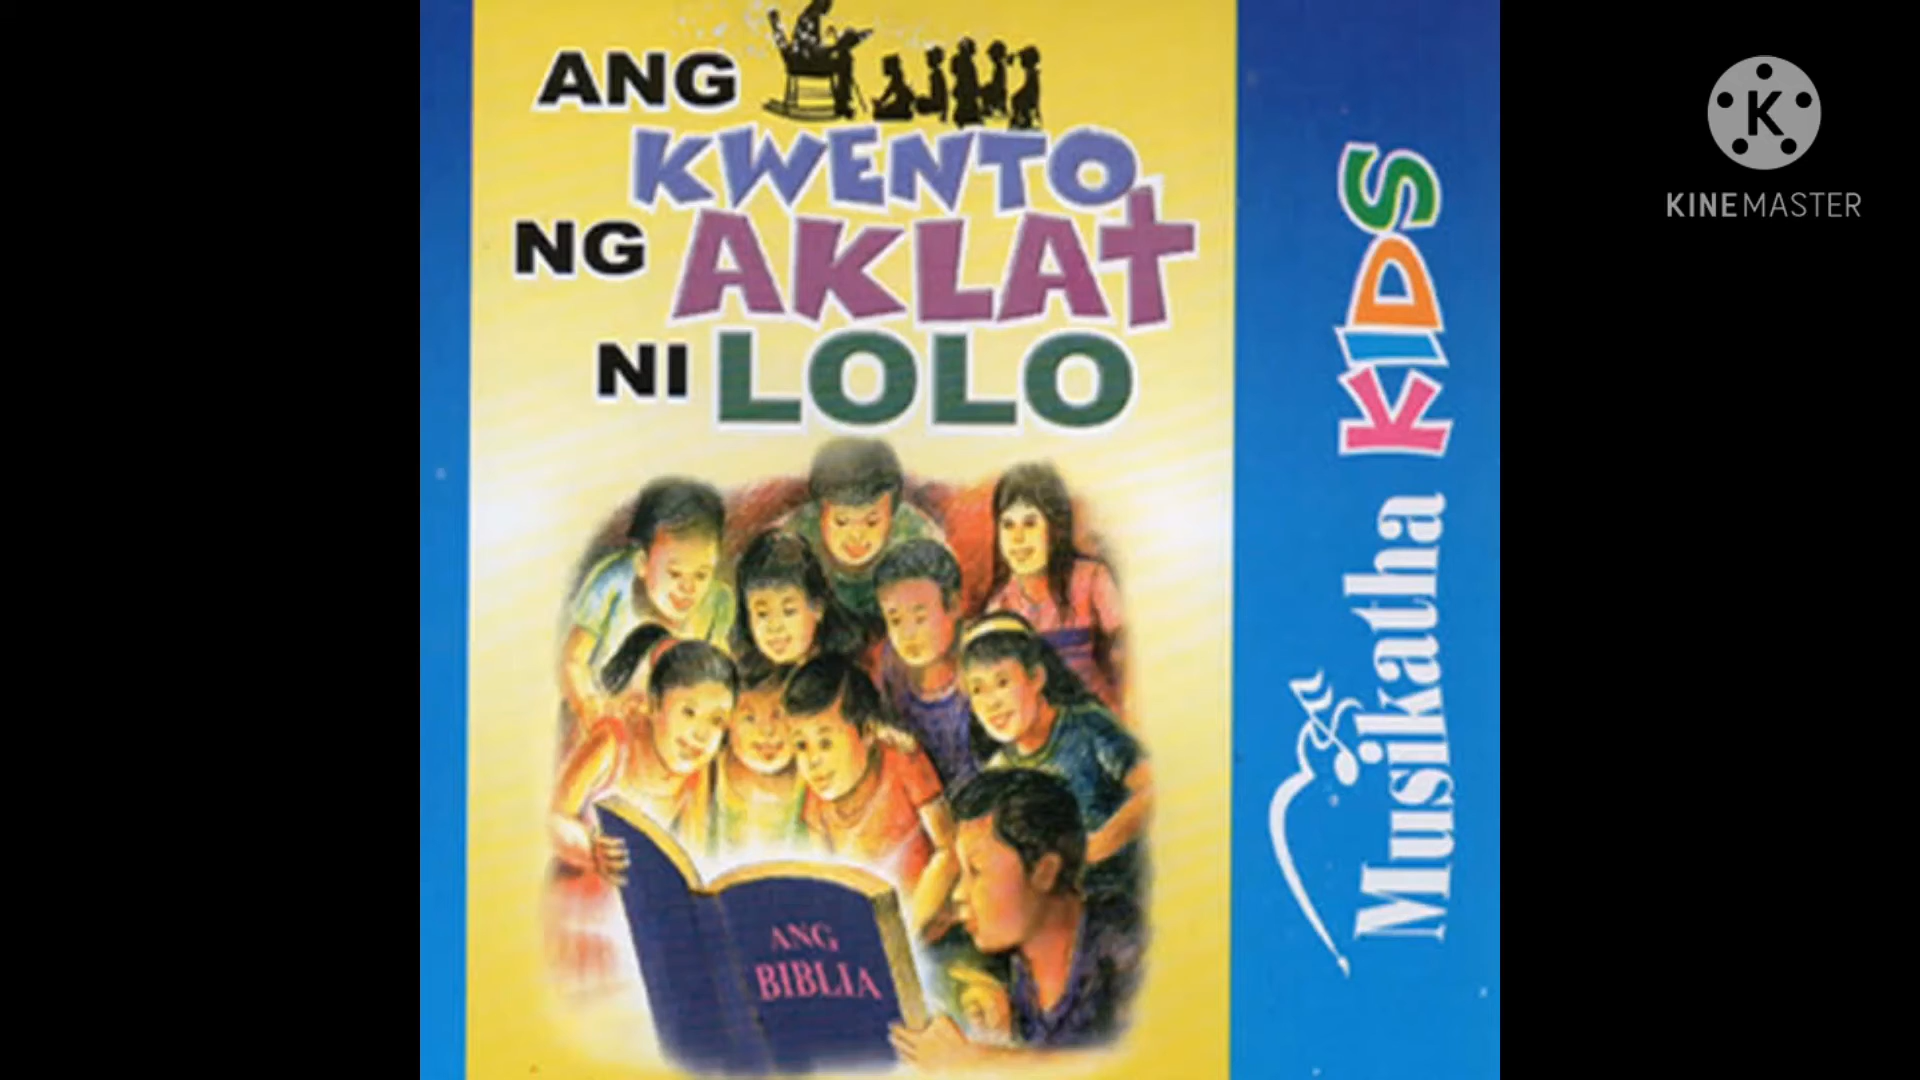 ANG
KWENTO
NG AKLAT
NI LOLO
ANG
BIBLIA
Musikatha KIDS
K
KINEMASTER